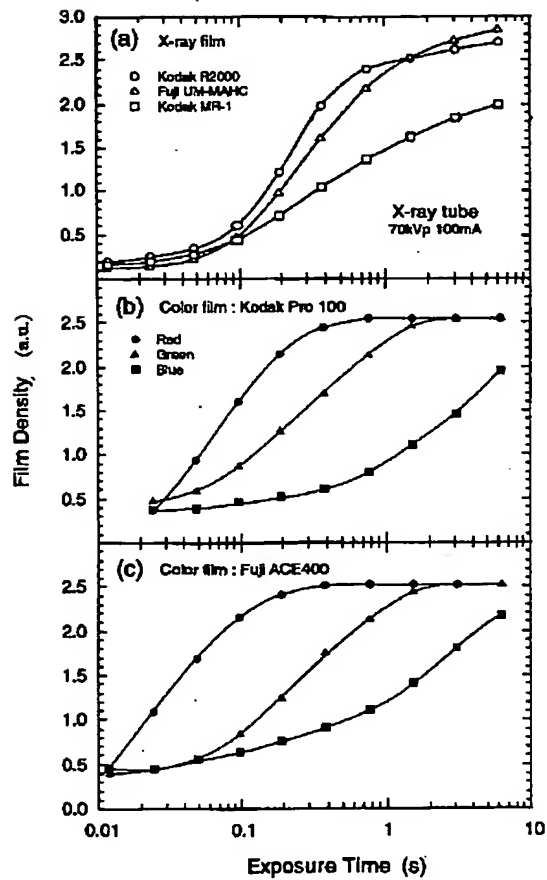 (a) X-ray film
Kodak R2000
Fuji UM-MAHC
Kodak MR-1
X-ray tube
70kVp 100mA
3.0
2.5
2.0
1.5
1.0
0.5
(b) Color film : Kodak Pro 100
Red
Green
Blue
2.5
2.0
1.5
1.0
0.5
Film Density (a.u.)
(c) Color film : Fuji ACE400
2.5
2.0
1.5
1.0
0.5
0.0
0.01 0.1 1 10
Exposure Time (s)